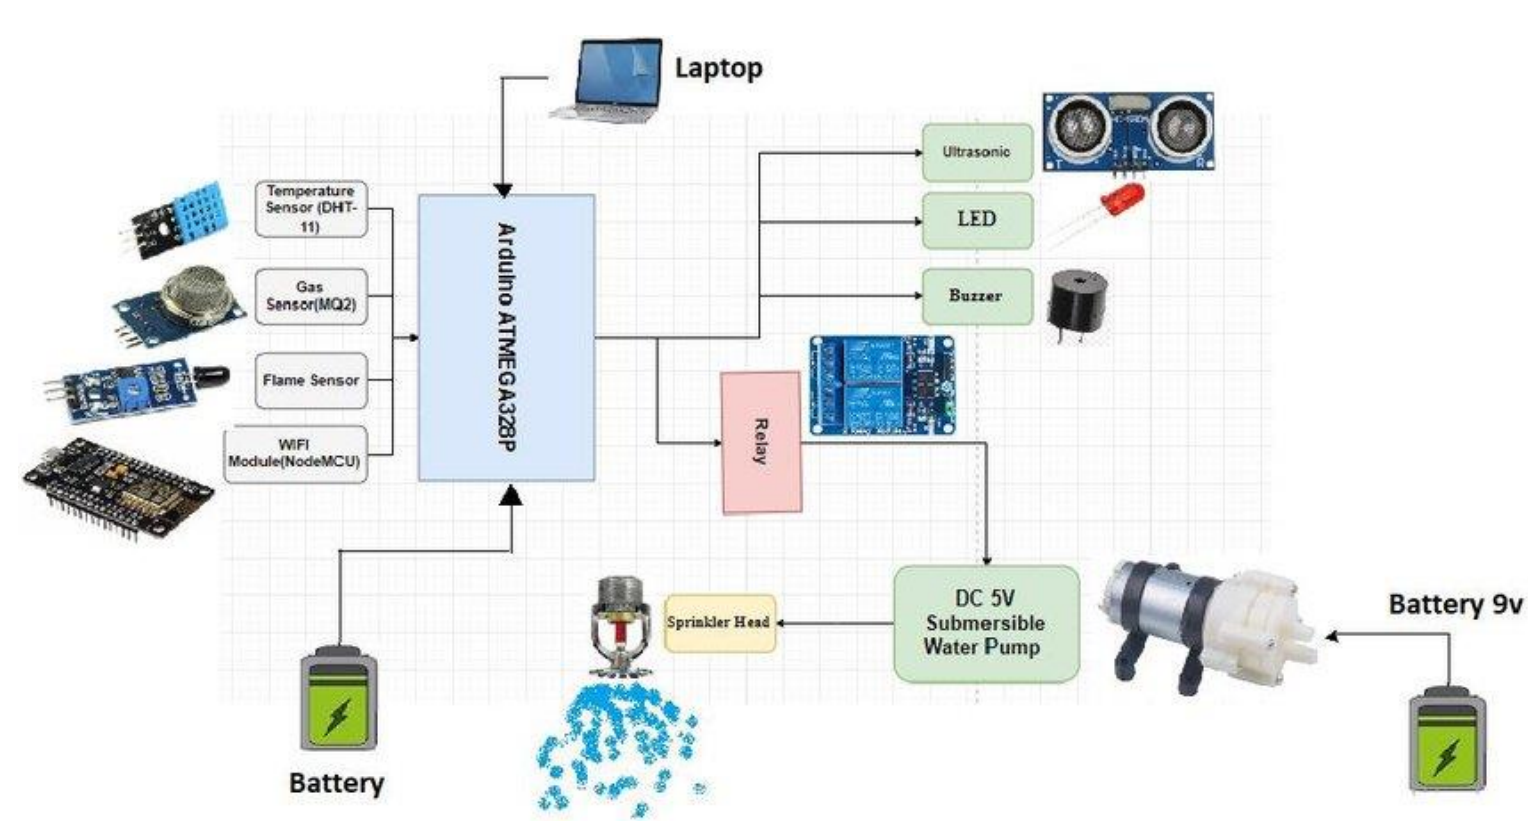 Laptop
Ultrasonic
LED
Buzzer
Temperature
Sensor (DHT-
11)
Gas
Sensor(MQ2)
Flame Sensor
WIFI
Module(NodeMCU)
Arduino ATMEGA328P
Relay
DC 5V
Submersible
Water Pump
Sprinkler Head
Battery
Battery 9v
T
R